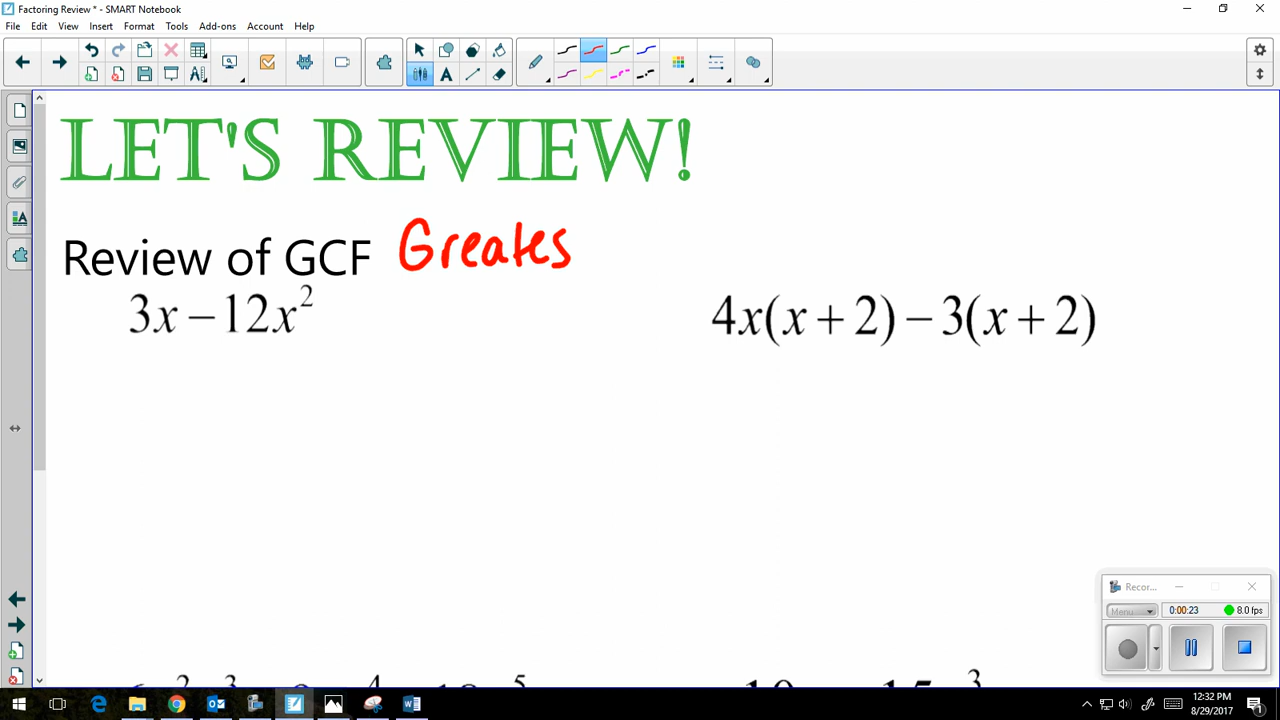 Factoring Review * - SMART Notebook
File Edit View Insert Format Tools Add-ons Account Help
LET'S REVIEW!
Review of GCF Greates
3x − 12x²
4x(x + 2) − 3(x + 2)
Recor...
Menu
0:00:23
8.0 fps
12:32 PM
8/29/2017